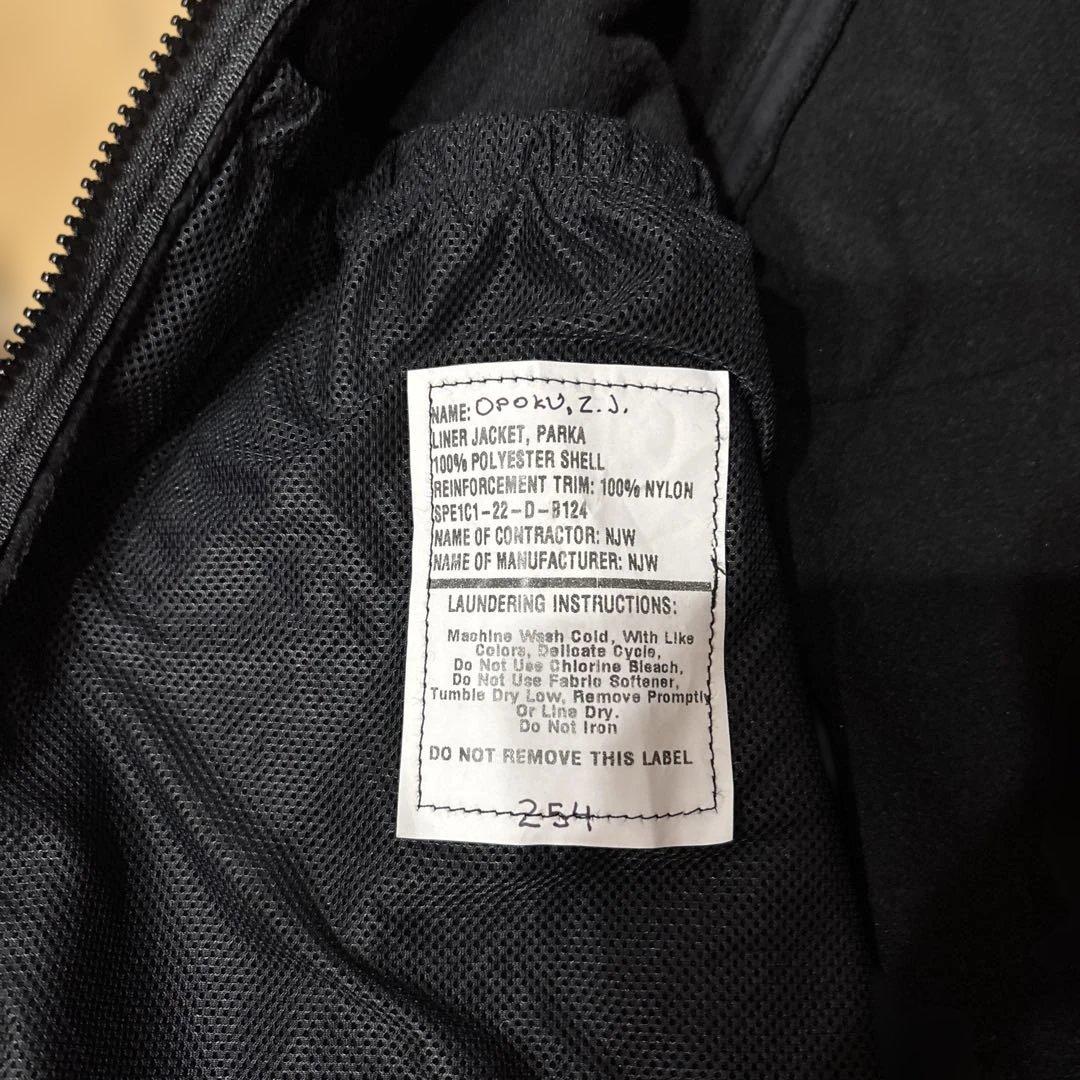 NAME: OPOKU, Z.J.
LINER JACKET, PARKA
100% POLYESTER SHELL
REINFORCEMENT TRIM: 100% NYLON
SPE1C1-22-D-B124
NAME OF CONTRACTOR: NJW
NAME OF MANUFACTURER: NJW
LAUNDERING INSTRUCTIONS:
Machine Wash Cold, With Like
Colors, Delicate Cycle,
Do Not Use Chlorine Bleach,
Do Not Use Fabric Softener,
Tumble Dry Low, Remove Promptly
Or Line Dry.
Do Not Iron
DO NOT REMOVE THIS LABEL
254